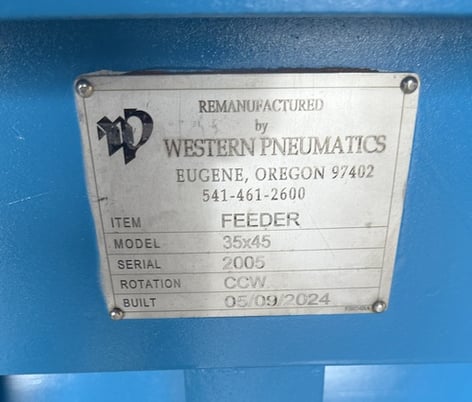 REMANUFACTURED
by
WESTERN PNEUMATICS
EUGENE, OREGON 97402
541-461-2600
ITEM FEEDER
MODEL 35x45
SERIAL 2005
ROTATION CCW
BUILT 05/09/2024